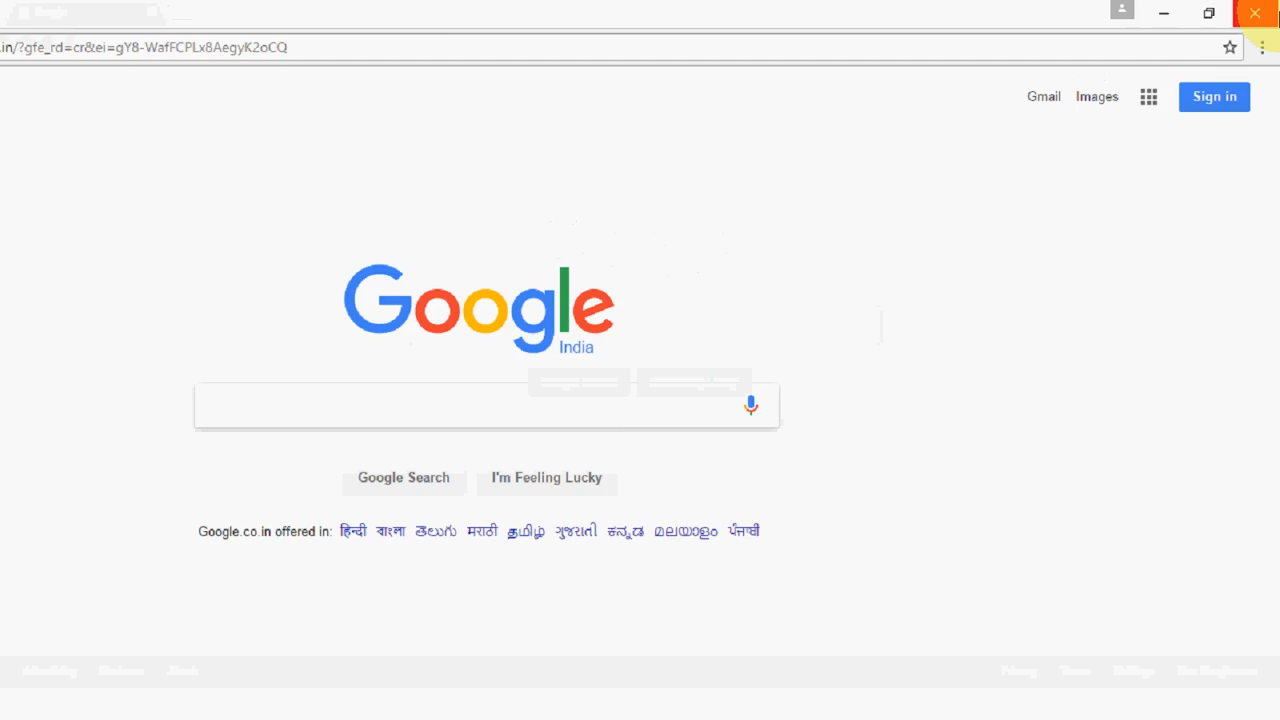 .in/?gfe_rd=cr&ei=gY8-WafFCPLx8AegyK2oCQ
Gmail Images Sign in
Google
India
Google Search I'm Feeling Lucky
Google.co.in offered in: हिन्दी বাংলা తెలుగు मराठी தமிழ் ગુજરાતી ಕನ್ನಡ മലയാളം ਪੰਜਾਬੀ